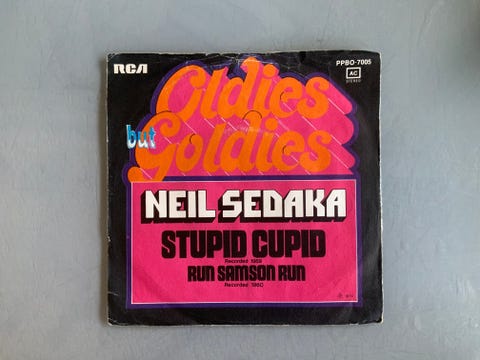 RCA
PPBO-7005
AC
STEREO
Oldies
but
Goldies
NEIL SEDAKA
STUPID CUPID
Recorded 1959
RUN SAMSON RUN
Recorded 1960